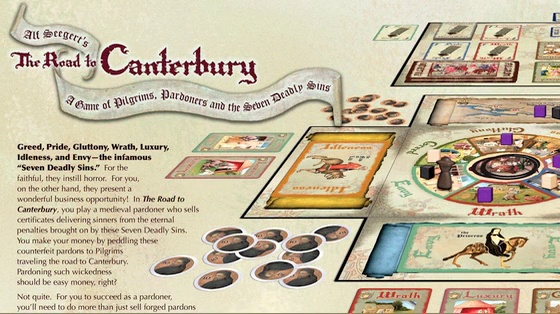 Alf Seegert's
The Road to Canterbury
A Game of Pilgrims, Pardoners and the Seven Deadly Sins
Greed, Pride, Gluttony, Wrath, Luxury,
Idleness, and Envy—the infamous
"Seven Deadly Sins." For the
faithful, they instill horror. For you,
on the other hand, they present a
wonderful business opportunity! In The Road to
Canterbury, you play a medieval pardoner who sells
certificates delivering sinners from the eternal
penalties brought on by these Seven Deadly Sins.
You make your money by peddling these
counterfeit pardons to Pilgrims
traveling the road to Canterbury.
Pardoning such wickedness
should be easy money, right?
Not quite. For you to succeed as a pardoner,
you'll need to do more than just sell forged pardons
Idleness
Idleness
Gluttony
Greed
Envy
Wrath
The Prioress
Wrath
Luxury